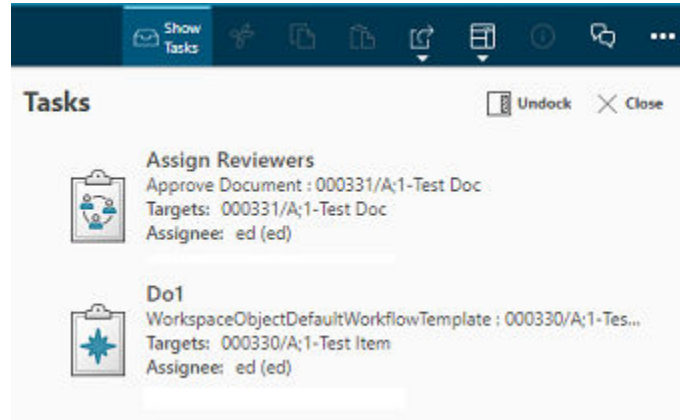 Show
Tasks
Tasks
Undock
Close
Assign Reviewers
Approve Document : 000331/A;1-Test Doc
Targets: 000331/A;1-Test Doc
Assignee: ed (ed)
Do1
WorkspaceObjectDefaultWorkflowTemplate : 000330/A;1-Tes...
Targets: 000330/A;1-Test Item
Assignee: ed (ed)